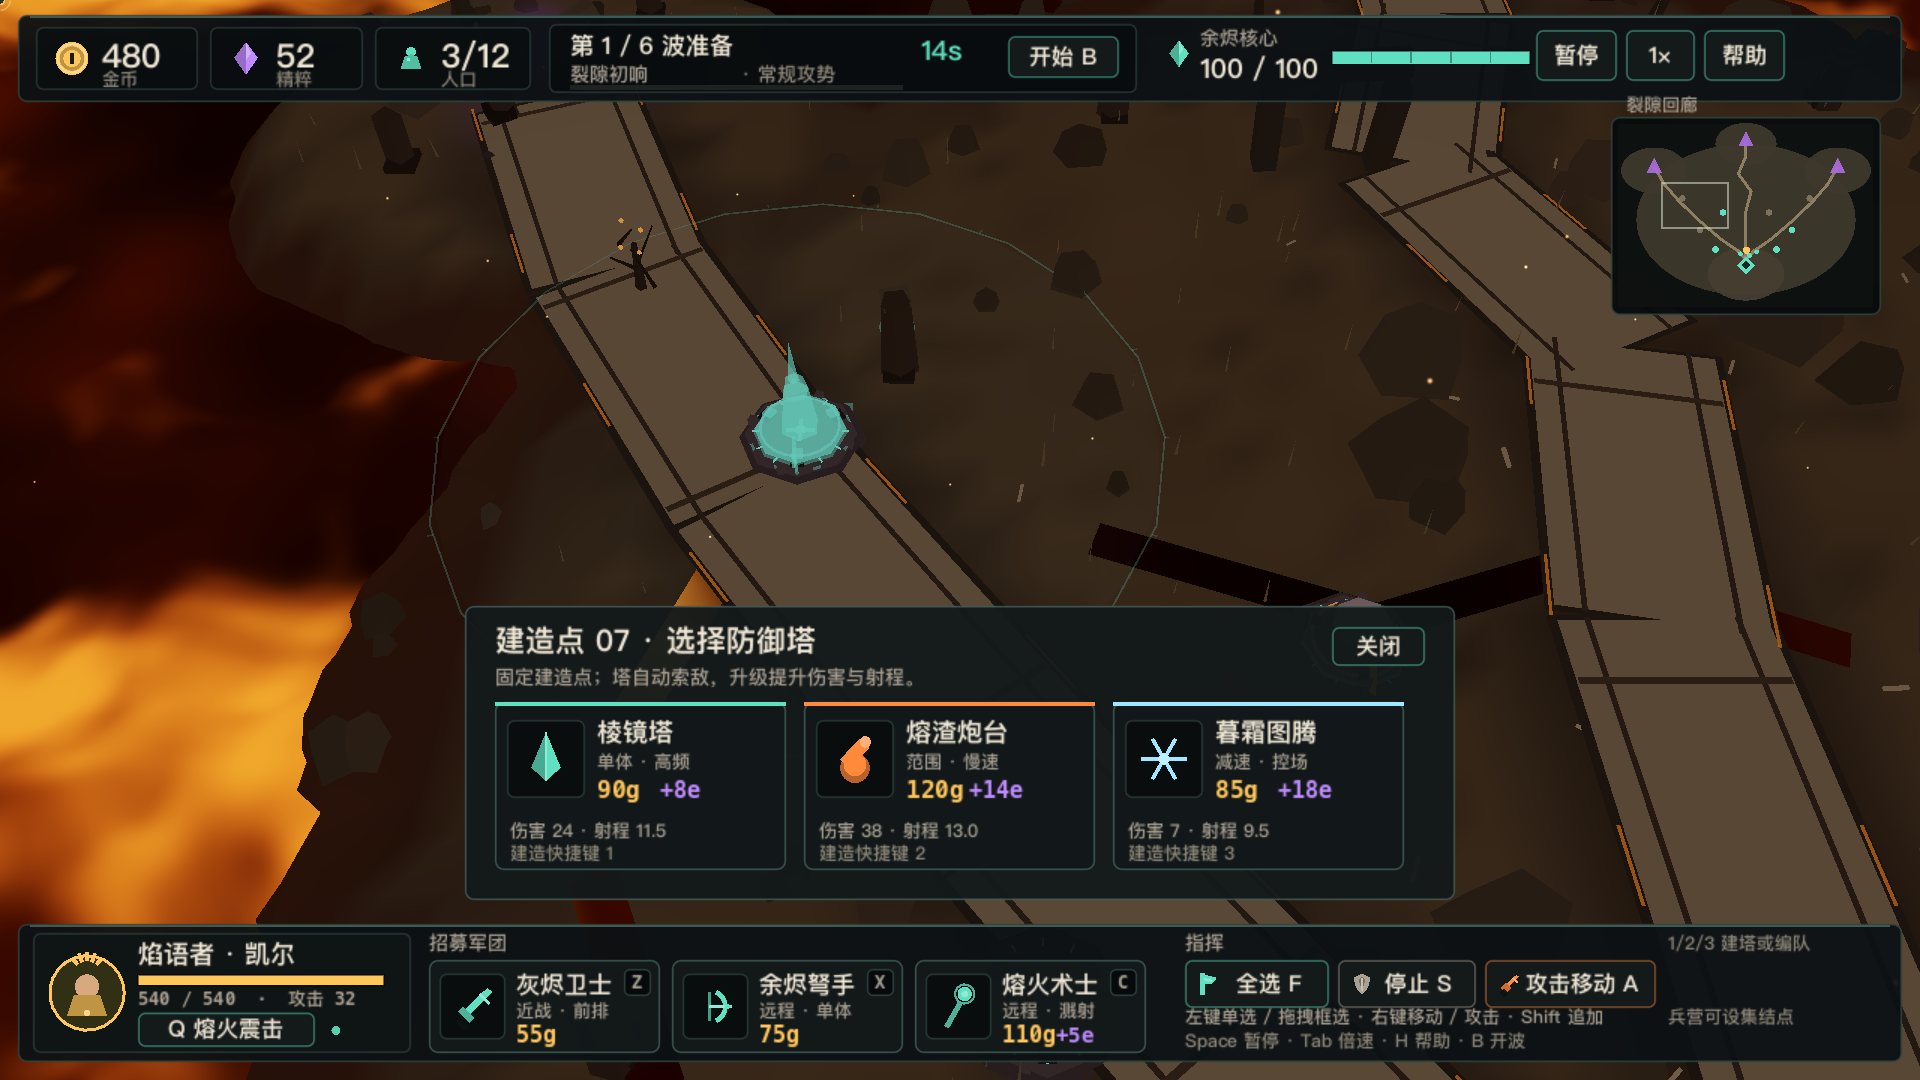 480
金币
52
精粹
3/12
人口
第 1 / 6 波准备
裂隙初响 · 常规攻势
14s
开始 B
余烬核心
100 / 100
暂停
1×
帮助
裂隙回廊
建造点 07 · 选择防御塔
固定建造点；塔自动索敌，升级提升伤害与射程。
关闭
棱镜塔
单体 · 高频
90g +8e
伤害 24 · 射程 11.5
建造快捷键 1
熔渣炮台
范围 · 慢速
120g +14e
伤害 38 · 射程 13.0
建造快捷键 2
暮霜图腾
减速 · 控场
85g +18e
伤害 7 · 射程 9.5
建造快捷键 3
焰语者 · 凯尔
540 / 540 · 攻击 32
Q 熔火震击
招募军团
灰烬卫士 Z
近战 · 前排
55g
余烬弩手 X
远程 · 单体
75g
熔火术士 C
远程 · 溅射
110g+5e
指挥
1/2/3 建塔或编队
全选 F
停止 S
攻击移动 A
左键单选 / 拖拽框选 · 右键移动 / 攻击 · Shift 追加
兵营可设集结点
Space 暂停 · Tab 倍速 · H 帮助 · B 开波